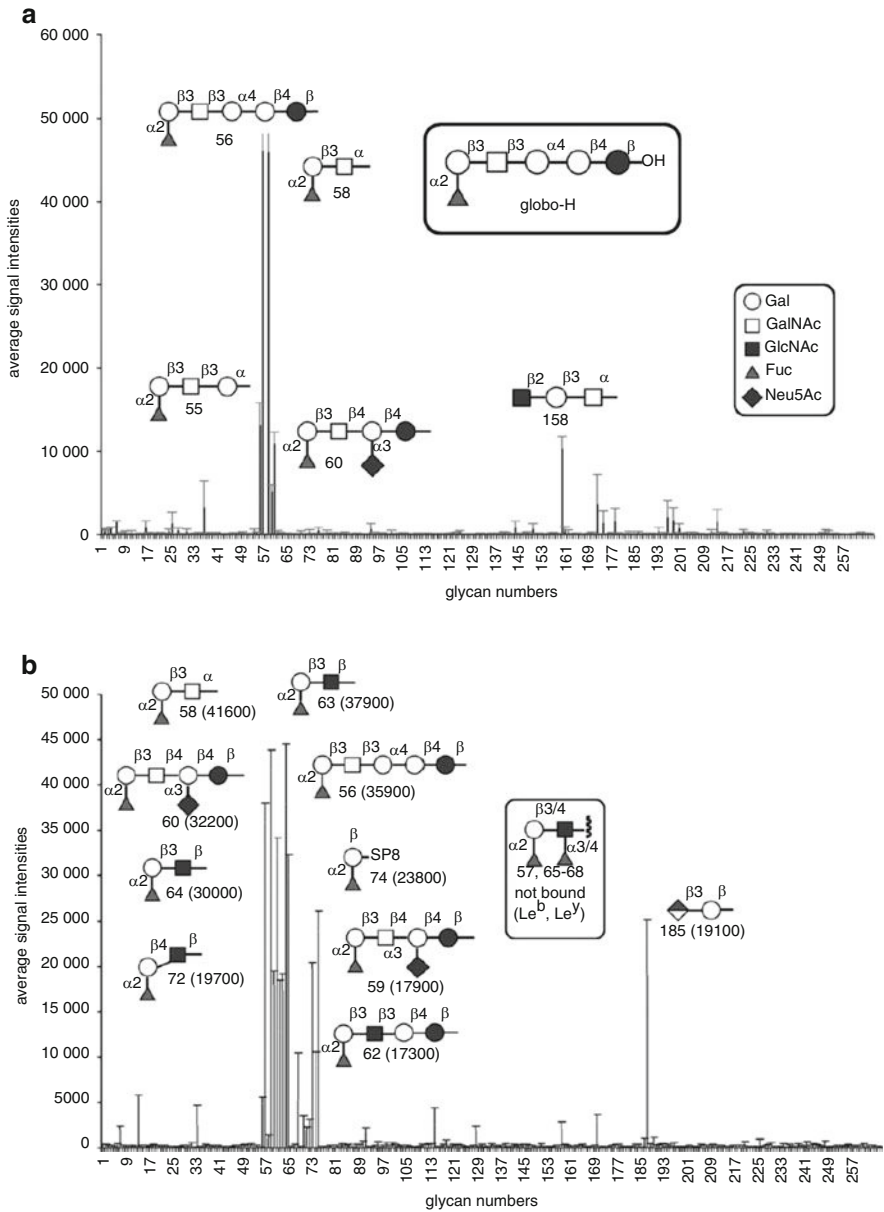 a
60 000
50 000
40 000
30 000
20 000
10 000
0
average signal intensities
β3 β3 α4 β4 β
α2
56
β3 α
α2
58
β3 β3 α4 β4 β
OH
α2
globo-H
Gal
GalNAc
GlcNAc
Fuc
Neu5Ac
β3 β3 α
α2
55
β3 β4 β4
α2 α3
60
β2 β3 α
158
1 9 17 25 33 41 49 57 65 73 81 89 97 105 113 121 129 137 145 153 161 169 177 185 193 201 209 217 225 233 241 249 257
glycan numbers
b
50 000
45 000
40 000
35 000
30 000
25 000
20 000
15 000
10 000
5000
0
average signal intensities
β3 α
α2
58 (41600)
β3 β
α2
63 (37900)
β3 β4 β4 β
α2 α3
60 (32200)
β3 β3 α4 β4 β
α2
56 (35900)
β3 β
α2
64 (30000)
β
SP8
α2
74 (23800)
β4 β
α2
72 (19700)
β3 β4 β4 β
α2 α3
59 (17900)
β3 β3 β4 β
α2
62 (17300)
β3/4
α2 α3/4
57, 65-68
not bound
(Leb, Ley)
β3 β
185 (19100)
1 9 17 25 33 41 49 57 65 73 81 89 97 105 113 121 129 137 145 153 161 169 177 185 193 201 209 217 225 233 241 249 257
glycan numbers